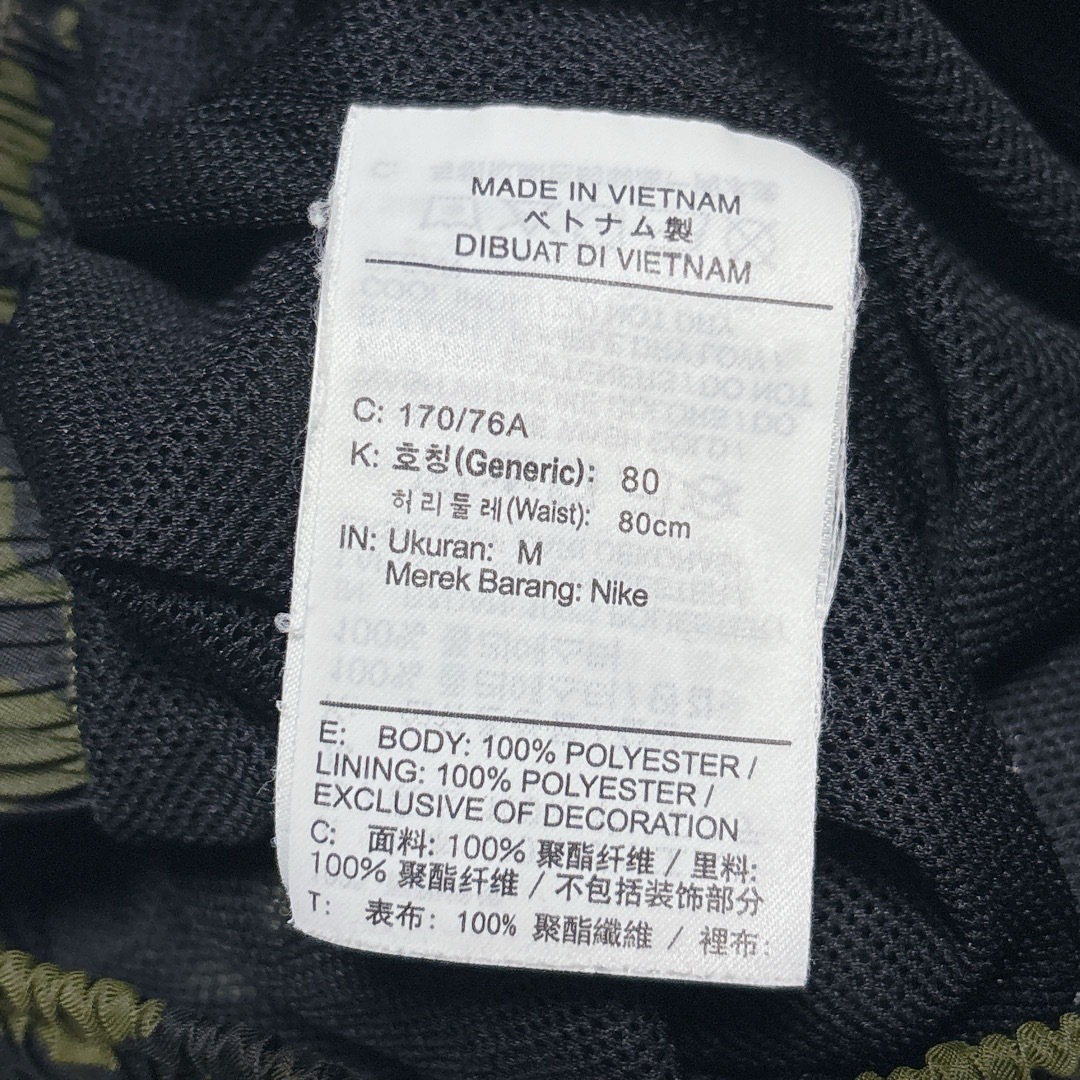 MADE IN VIETNAM
ベトナム製
DIBUAT DI VIETNAM
C: 170/76A
K: 호칭(Generic): 80
허리둘레(Waist): 80cm
IN: Ukuran: M
Merek Barang: Nike
E: BODY: 100% POLYESTER /
LINING: 100% POLYESTER /
EXCLUSIVE OF DECORATION
C: 面料: 100% 聚酯纤维 / 里料:
100% 聚酯纤维 / 不包括装饰部分
T: 表布: 100% 聚酯纖維 / 裡布: